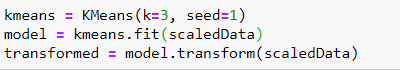 kmeans = KMeans(k=3, seed=1)
model = kmeans.fit(scaledData)
transformed = model.transform(scaledData)